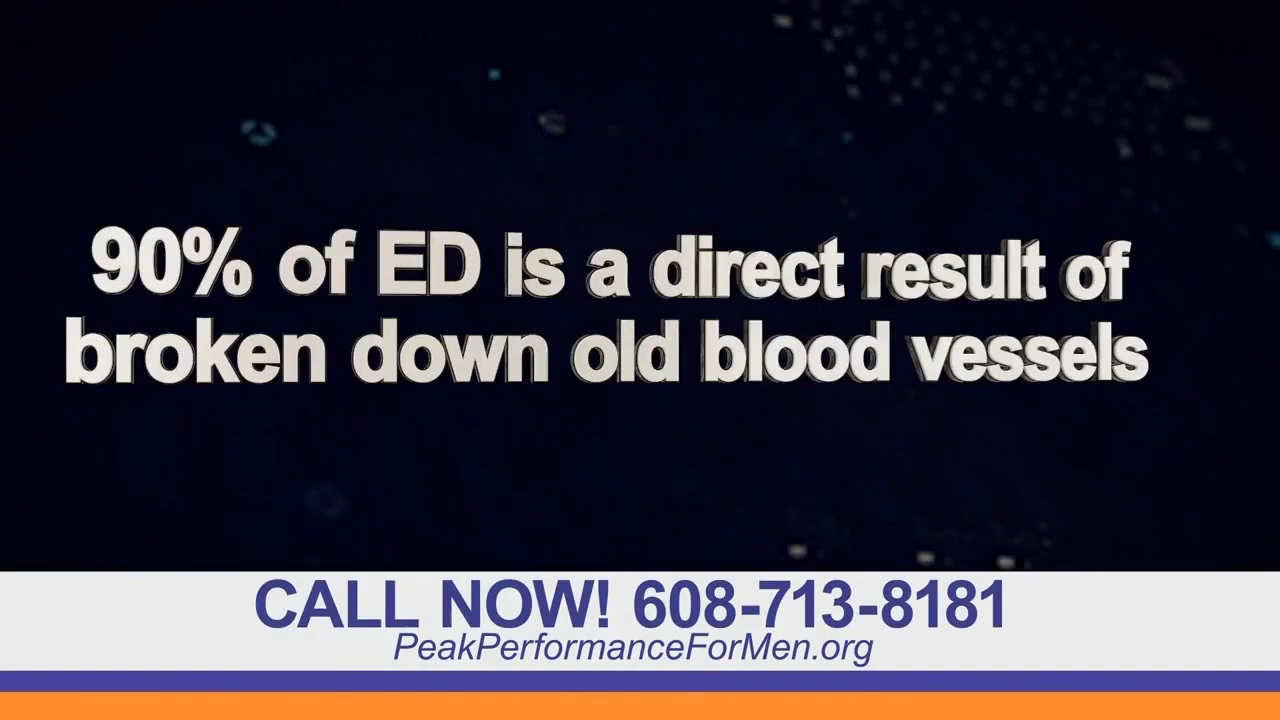 90% of ED is a direct result of
broken down old blood vessels
CALL NOW! 608-713-8181
PeakPerformanceForMen.org